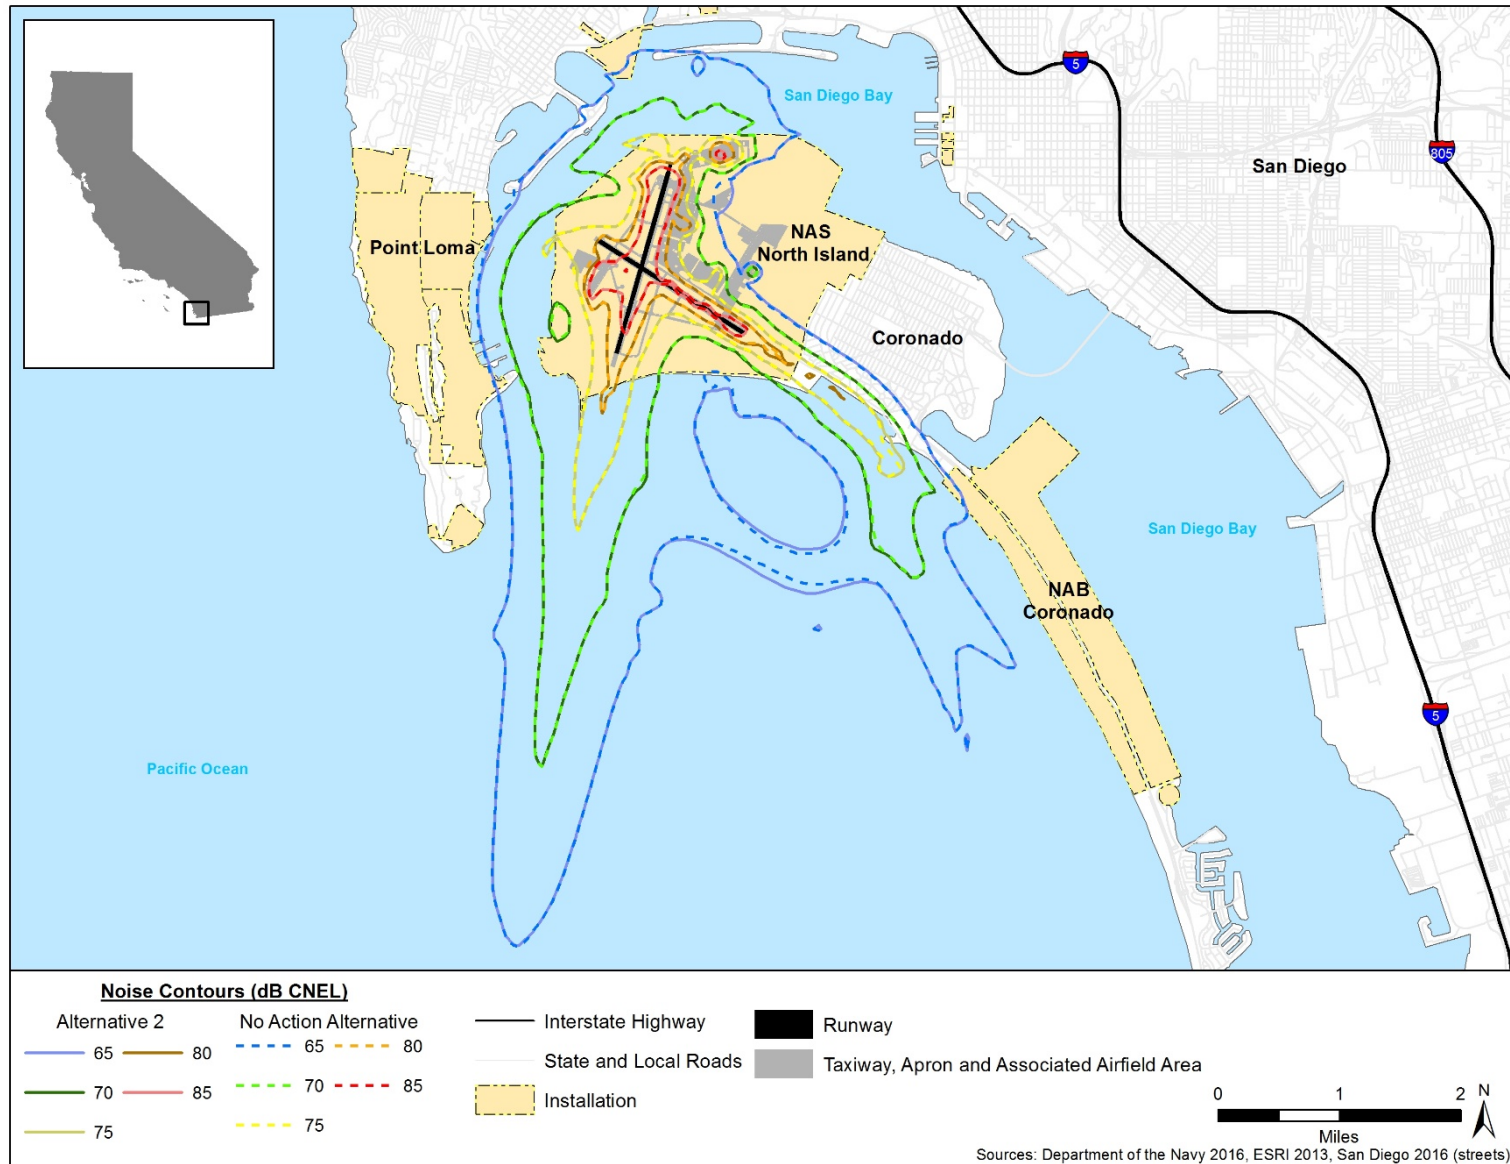 San Diego Bay
5
805
San Diego
Point Loma
NAS
North Island
Coronado
San Diego Bay
NAB
Coronado
5
Pacific Ocean
Noise Contours (dB CNEL)
Alternative 2
No Action Alternative
65
80
70
85
75
65
80
70
85
75
Interstate Highway
State and Local Roads
Installation
Runway
Taxiway, Apron and Associated Airfield Area
0 1 2
Miles
N
Sources: Department of the Navy 2016, ESRI 2013, San Diego 2016 (streets)